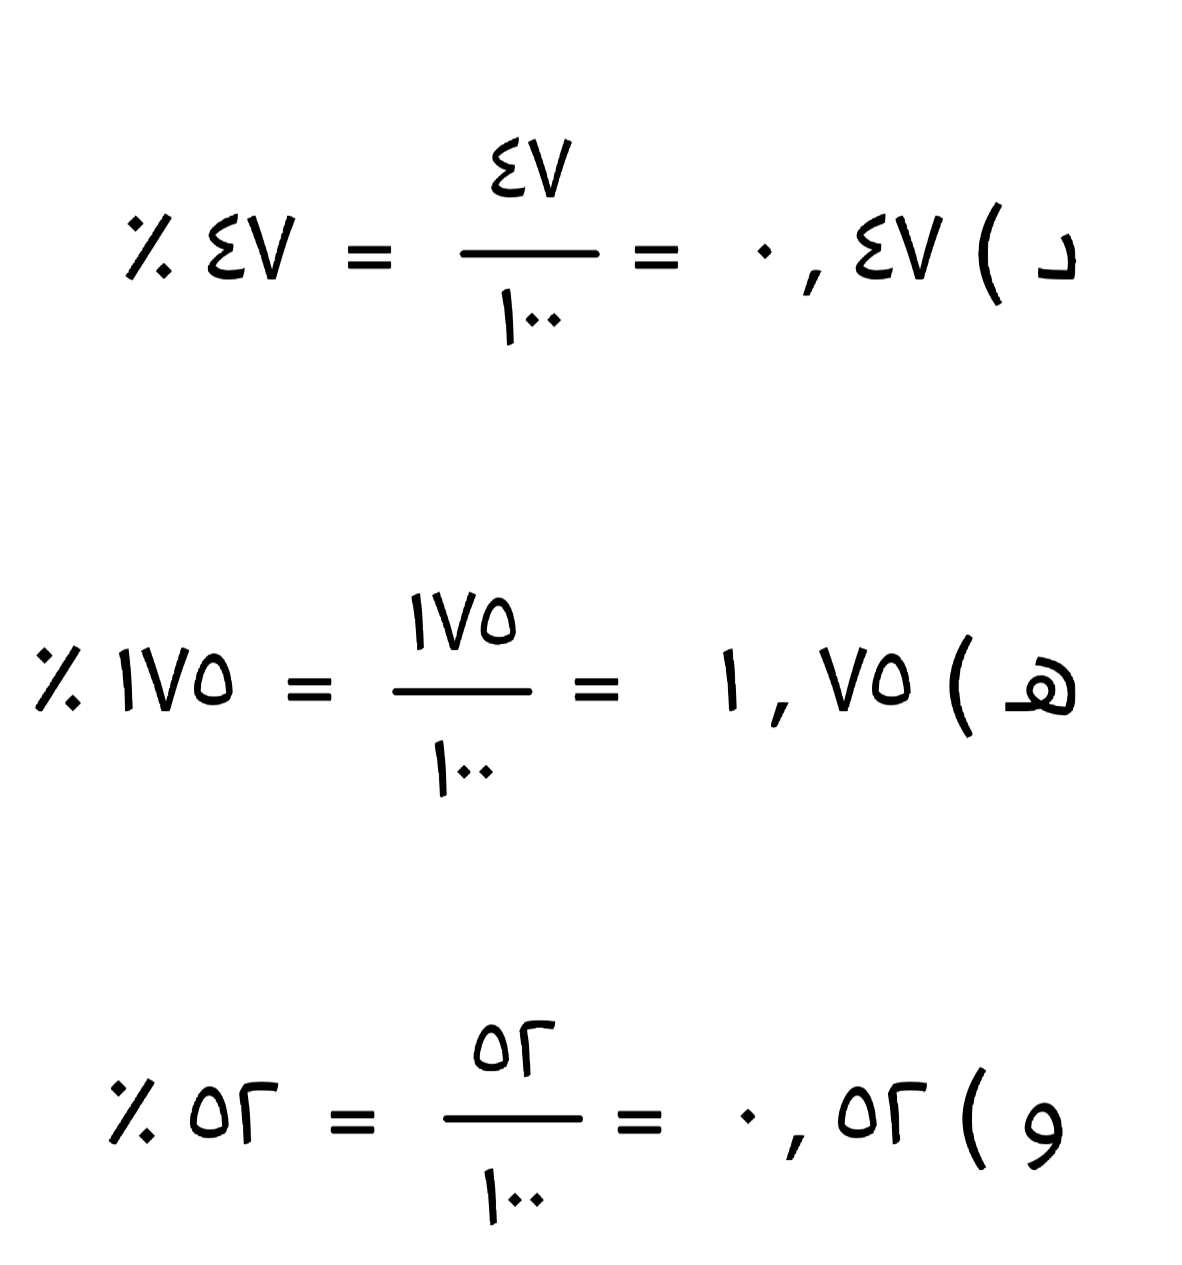 د ) ٠,٤٧ = ٤٧/١٠٠ = ٤٧ ٪
هـ ) ١,٧٥ = ١٧٥/١٠٠ = ١٧٥ ٪
و ) ٠,٥٢ = ٥٢/١٠٠ = ٥٢ ٪